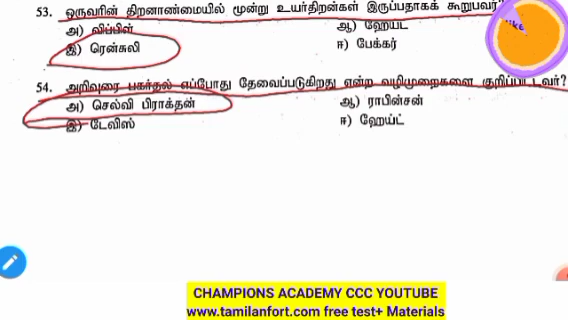 53. ஒருவரின் திறனாண்மையில் மூன்று உயர்திறன்கள் இருப்பதாகக் கூறுபவர்?
அ) விப்பிள் ஆ) ஹேய்ட்
இ) ரென்சுலி ஈ) பேக்கர்
like
54. அறிவுரை பகர்தல் எப்போது தேவைப்படுகிறது என்ற வழிமுறைகளை குறிப்பிட்டவர்?
அ) செல்வி பிராக்தன் ஆ) ராபின்சன்
இ) டேவிஸ் ஈ) ஹேய்ட்
CHAMPIONS ACADEMY CCC YOUTUBE
www.tamilanfort.com free test+ Materials